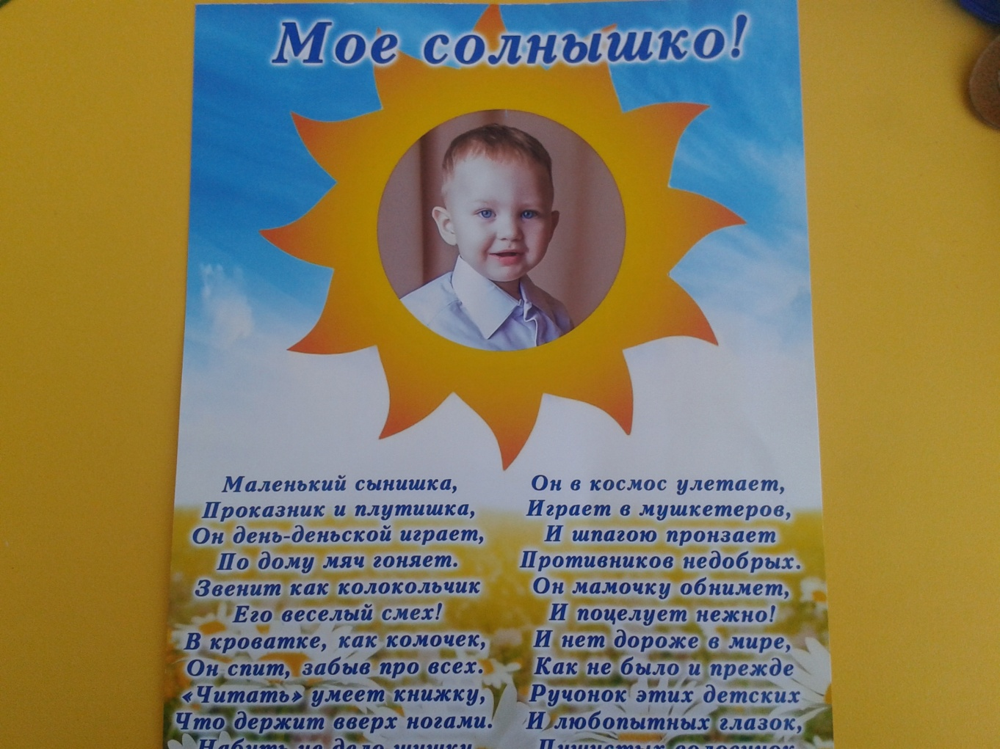 Мое солнышко!
Маленький сынишка,
Проказник и плутишка,
Он день-деньской играет,
По дому мяч гоняет.
Звенит как колокольчик
Его веселый смех!
В кроватке, как комочек,
Он спит, забыв про всех.
«Читать» умеет книжку,
Что держит вверх ногами.
Он в космос улетает,
Играет в мушкетеров,
И шпагою пронзает
Противников недобрых.
Он мамочку обнимет,
И поцелует нежно!
И нет дороже в мире,
Как не было и прежде
Ручонок этих детских
И любопытных глазок,